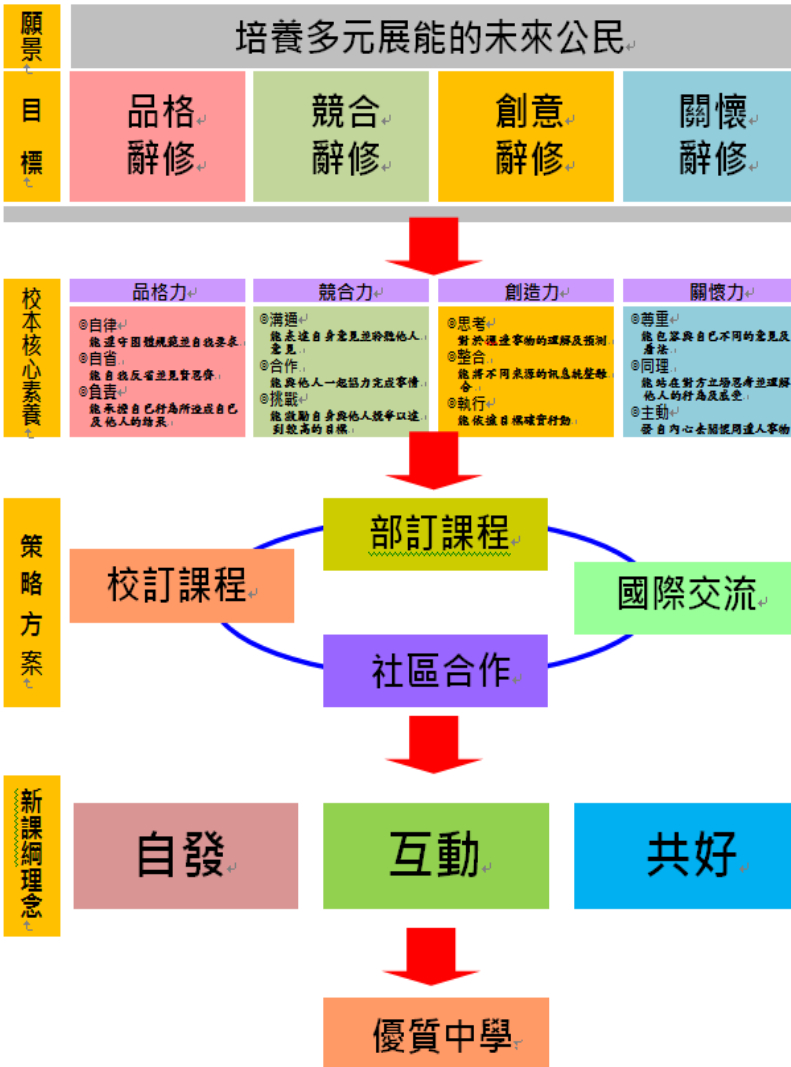 願景
培養多元展能的未來公民
目標
品格
辭修
競合
辭修
創意
辭修
關懷
辭修
校本核心素養
品格力
◎自律
能遵守團體規範並自我要求
◎自省
能自我反省並見賢思齊
◎負責
能承擔自己行為所造成自己
及他人的結果
競合力
◎溝通
能表達自身意見並聆聽他人
意見
◎合作
能與他人一起協力完成事情
◎挑戰
能激勵自身與他人競爭以達
到較高的目標
創造力
◎思考
對於週邊事物的理解及預測
◎整合
能將不同來源的訊息統整融
合
◎執行
能依據目標確實行動
關懷力
◎尊重
能包容與自己不同的意見及
看法
◎同理
能站在對方立場思考並理解
他人的行為及感受
◎主動
發自內心去關懷周遭人事物
策略方案
部訂課程
校訂課程
國際交流
社區合作
新課綱理念
自發
互動
共好
優質中學